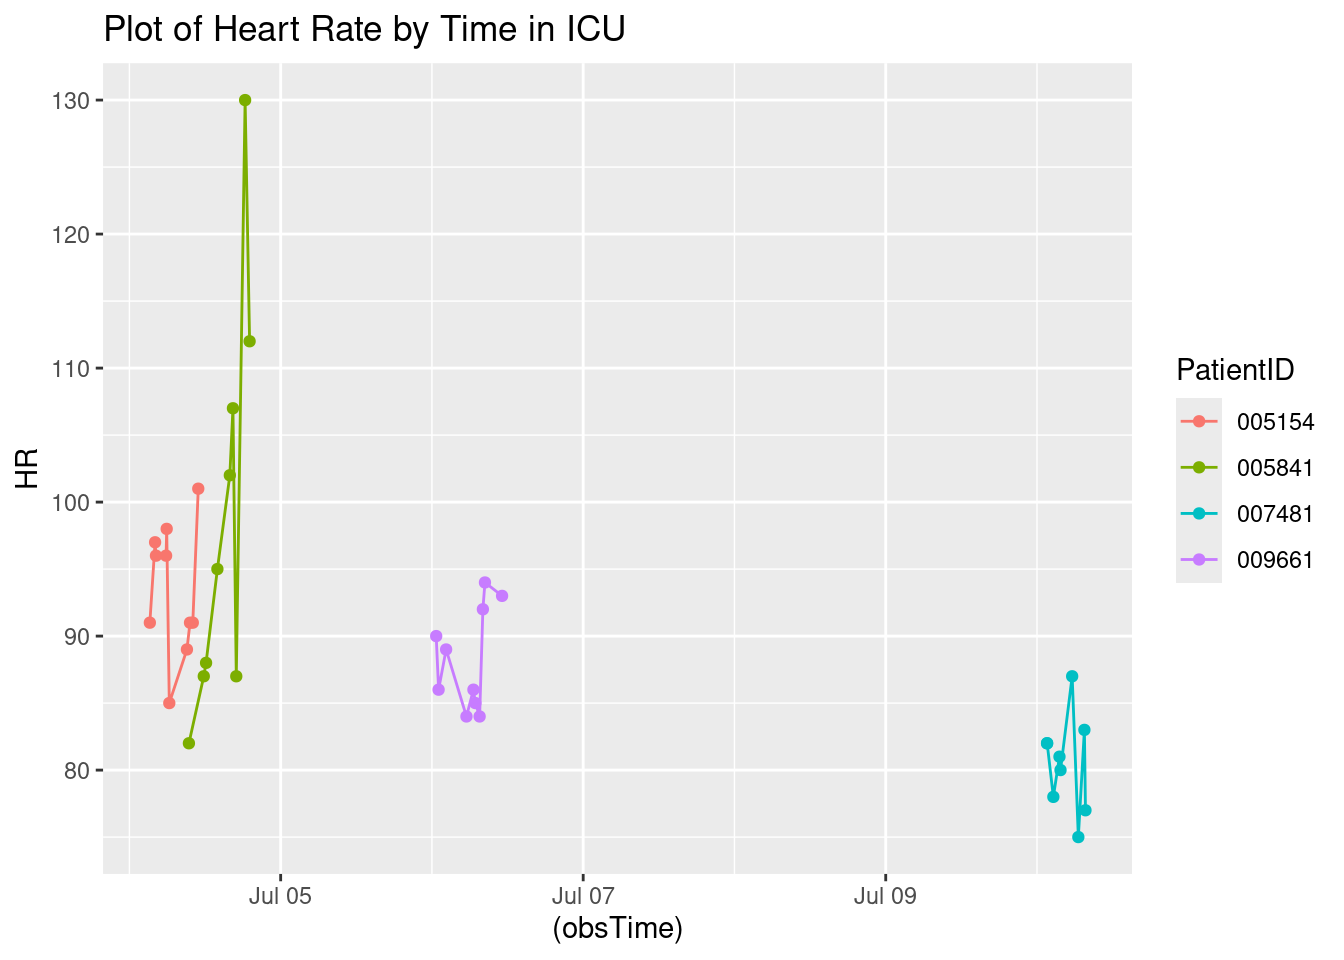 Plot of Heart Rate by Time in ICU
130
120
110
100
90
80
HR
Jul 05
Jul 07
Jul 09
(obsTime)
PatientID
005154
005841
007481
009661